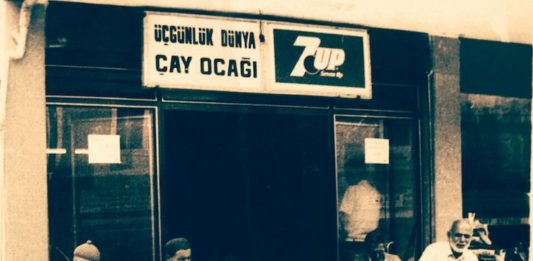 ÜÇGÜNLÜK DÜNYA
ÇAY OCAĞI
7UP